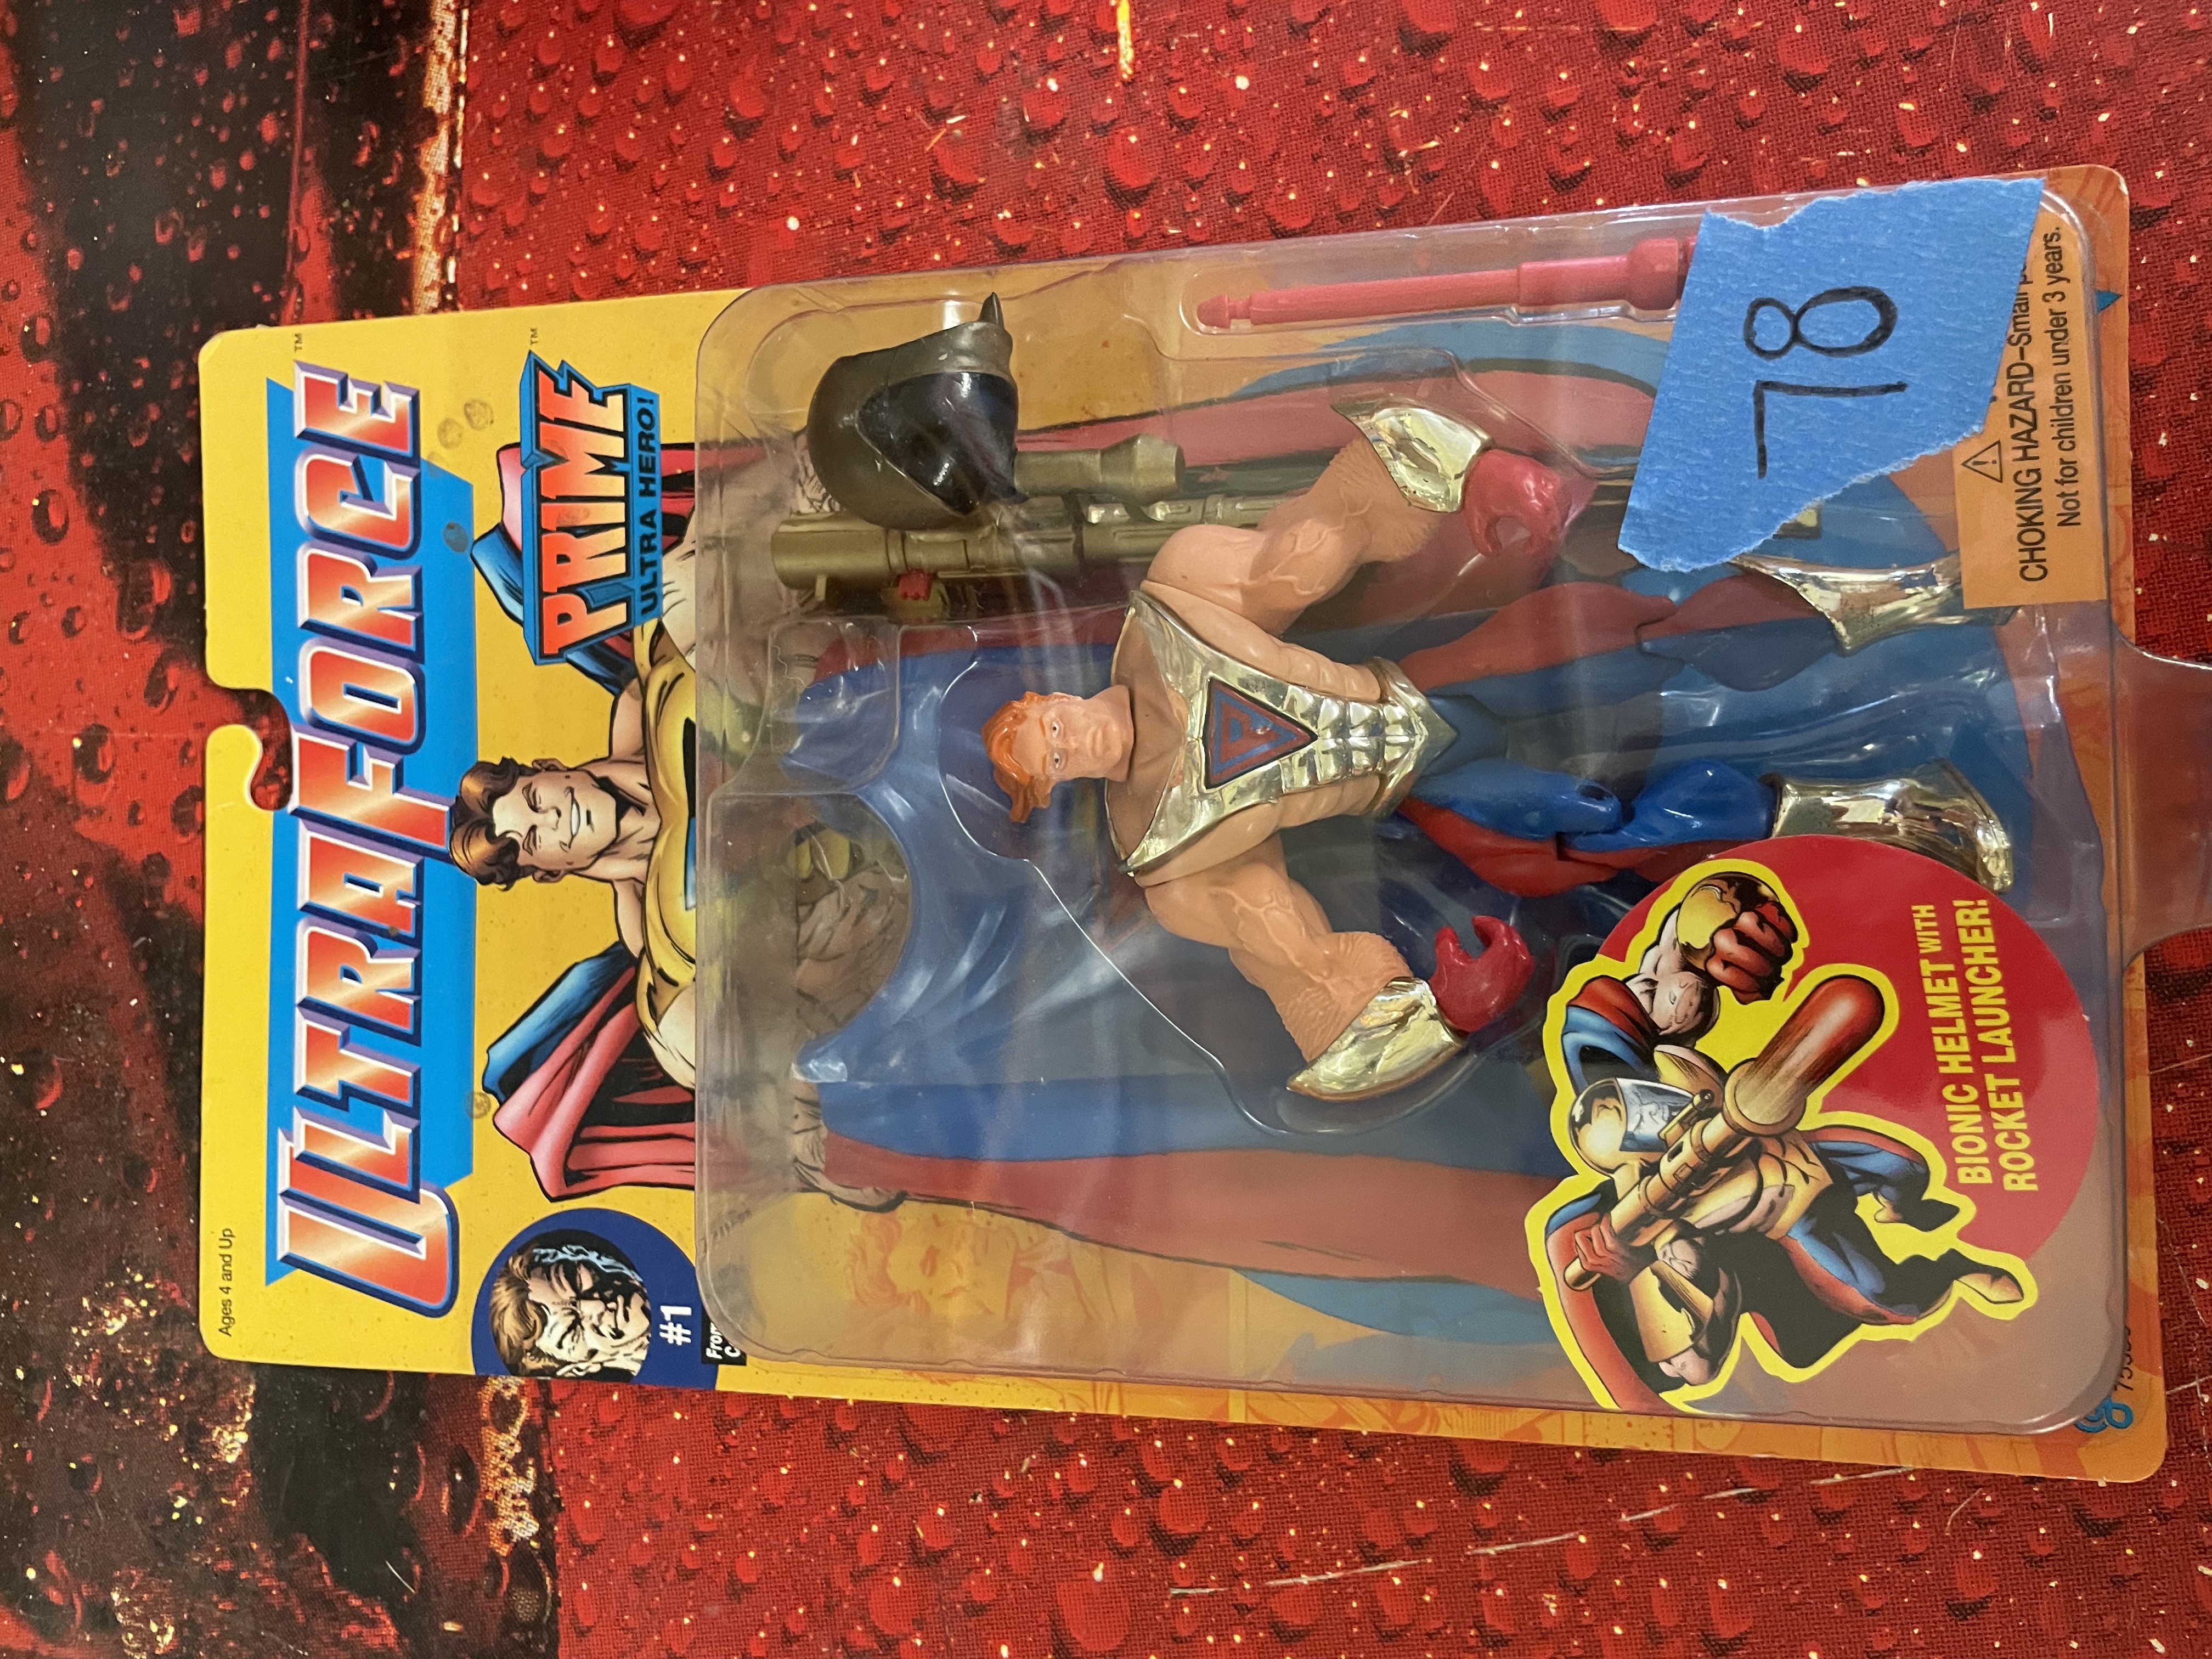 Ages 4 and Up
ULTRAFORCE™
PRIME™
ULTRA HERO!
#1
P
78
BIONIC HELMET WITH
ROCKET LAUNCHER!
CHOKING HAZARD–Small
Not for children under 3 years.